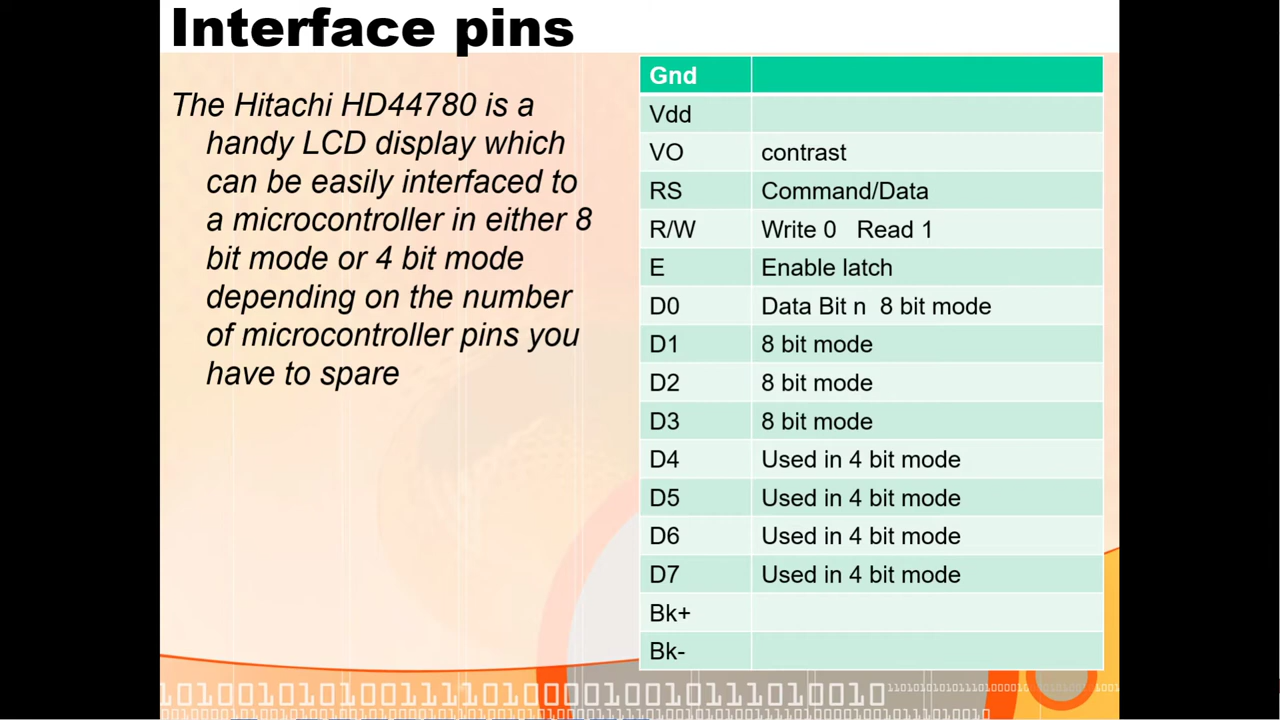 Interface pins
The Hitachi HD44780 is a
handy LCD display which
can be easily interfaced to
a microcontroller in either 8
bit mode or 4 bit mode
depending on the number
of microcontroller pins you
have to spare
Gnd
Vdd
VO contrast
RS Command/Data
R/W Write 0 Read 1
E Enable latch
D0 Data Bit n 8 bit mode
D1 8 bit mode
D2 8 bit mode
D3 8 bit mode
D4 Used in 4 bit mode
D5 Used in 4 bit mode
D6 Used in 4 bit mode
D7 Used in 4 bit mode
Bk+
Bk-